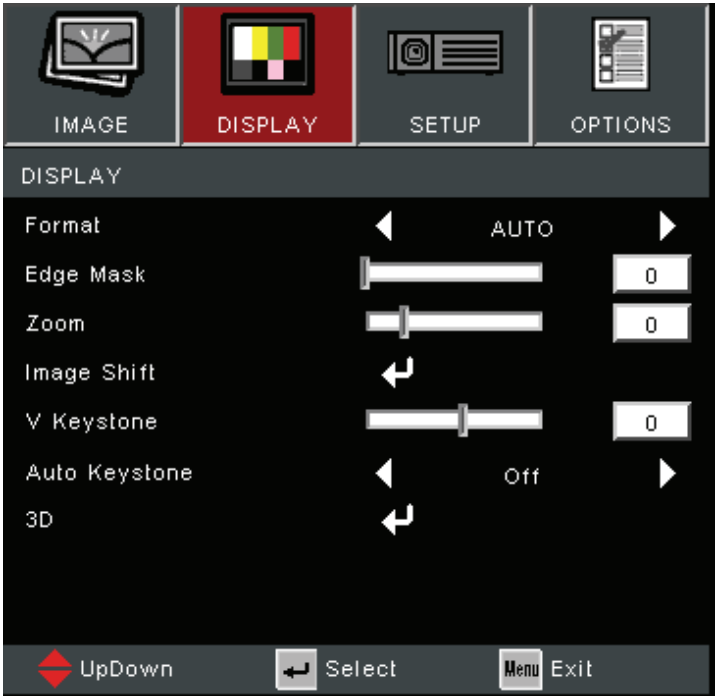 IMAGE DISPLAY SETUP OPTIONS
DISPLAY
Format AUTO
Edge Mask 0
Zoom 0
Image Shift
V Keystone 0
Auto Keystone Off
3D
UpDown Select Menu Exit